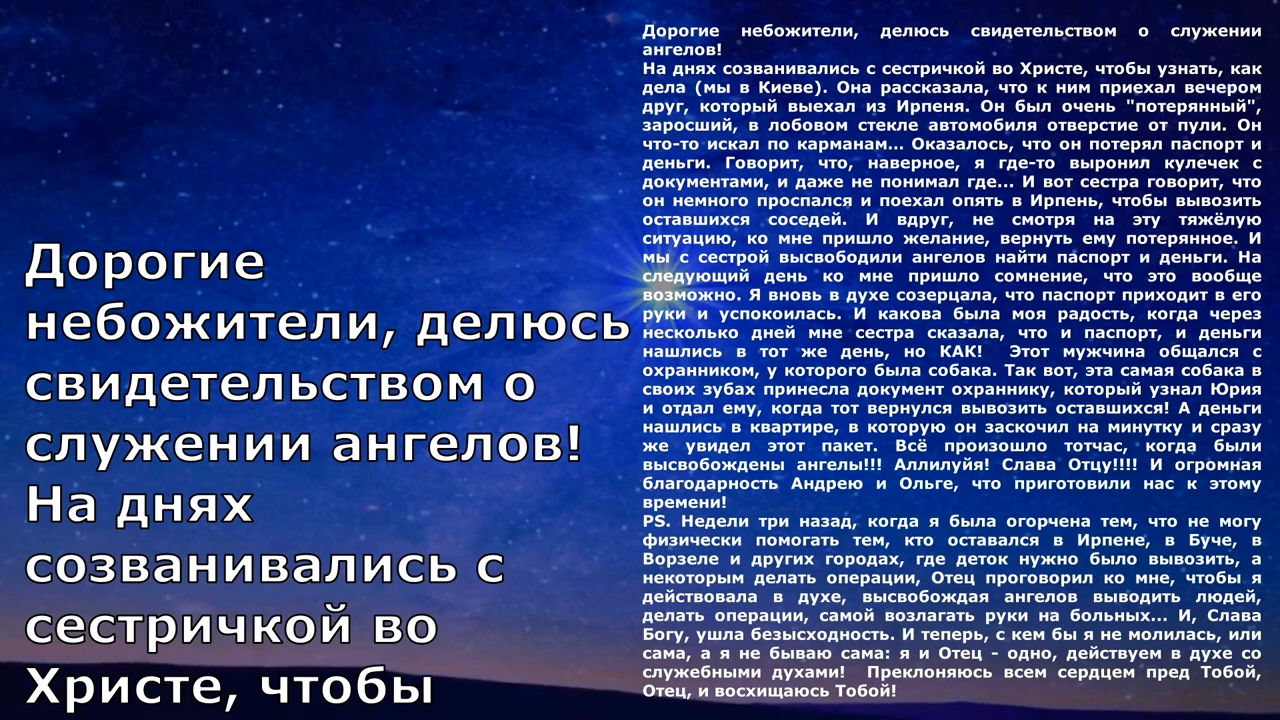 Дорогие
небожители, делюсь
свидетельством о
служении ангелов!
На днях
созванивались с
сестричкой во
Христе, чтобы
Дорогие небожители, делюсь свидетельством о служении
ангелов!
На днях созванивались с сестричкой во Христе, чтобы узнать, как
дела (мы в Киеве). Она рассказала, что к ним приехал вечером
друг, который выехал из Ирпеня. Он был очень "потерянный",
заросший, в лобовом стекле автомобиля отверстие от пули. Он
что-то искал по карманам... Оказалось, что он потерял паспорт и
деньги. Говорит, что, наверное, я где-то выронил кулечек с
документами, и даже не понимал где... И вот сестра говорит, что
он немного проспался и поехал опять в Ирпень, чтобы вывозить
оставшихся соседей. И вдруг, не смотря на эту тяжёлую
ситуацию, ко мне пришло желание, вернуть ему потерянное. И
мы с сестрой высвободили ангелов найти паспорт и деньги. На
следующий день ко мне пришло сомнение, что это вообще
возможно. Я вновь в духе созерцала, что паспорт приходит в его
руки и успокоилась. И какова была моя радость, когда через
несколько дней мне сестра сказала, что и паспорт, и деньги
нашлись в тот же день, но КАК! Этот мужчина общался с
охранником, у которого была собака. Так вот, эта самая собака в
своих зубах принесла документ охраннику, который узнал Юрия
и отдал ему, когда тот вернулся вывозить оставшихся! А деньги
нашлись в квартире, в которую он заскочил на минутку и сразу
же увидел этот пакет. Всё произошло тотчас, когда были
высвобождены ангелы!!! Аллилуйя! Слава Отцу!!!! И огромная
благодарность Андрею и Ольге, что приготовили нас к этому
времени!
PS. Недели три назад, когда я была огорчена тем, что не могу
физически помогать тем, кто оставался в Ирпене, в Буче, в
Ворзеле и других городах, где деток нужно было вывозить, а
некоторым делать операции, Отец проговорил ко мне, чтобы я
действовала в духе, высвобождая ангелов выводить людей,
делать операции, самой возлагать руки на больных... И, Слава
Богу, ушла безысходность. И теперь, с кем бы я не молилась, или
сама, а я не бываю сама: я и Отец - одно, действуем в духе со
служебными духами! Преклоняюсь всем сердцем пред Тобой,
Отец, и восхищаюсь Тобой!